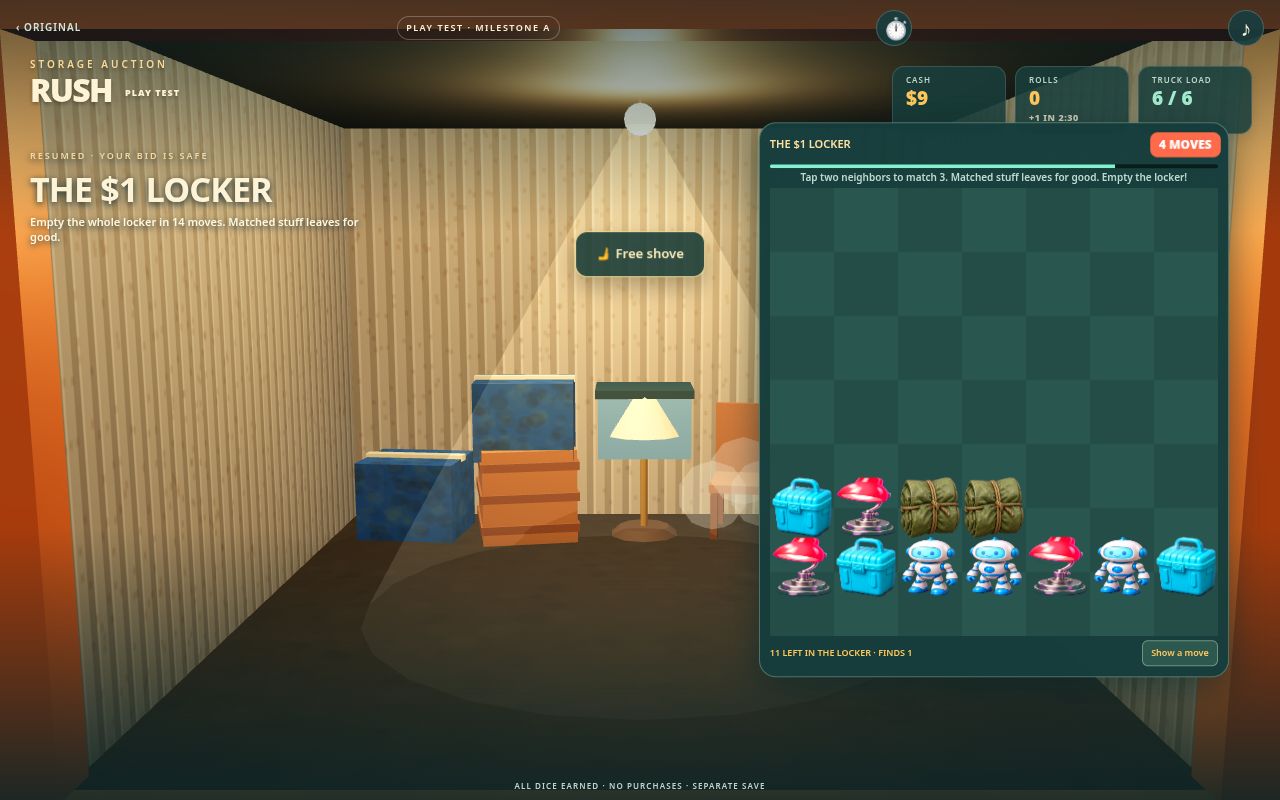 ‹ ORIGINAL
PLAY TEST · MILESTONE A
STORAGE AUCTION
RUSH PLAY TEST
CASH
$9
ROLLS
0
+1 IN 2:30
TRUCK LOAD
6 / 6
RESUMED · YOUR BID IS SAFE
THE $1 LOCKER
Empty the whole locker in 14 moves. Matched stuff leaves for
good.
Free shove
THE $1 LOCKER
4 MOVES
Tap two neighbors to match 3. Matched stuff leaves for good. Empty the locker!
11 LEFT IN THE LOCKER · FINDS 1
Show a move
ALL DICE EARNED · NO PURCHASES · SEPARATE SAVE